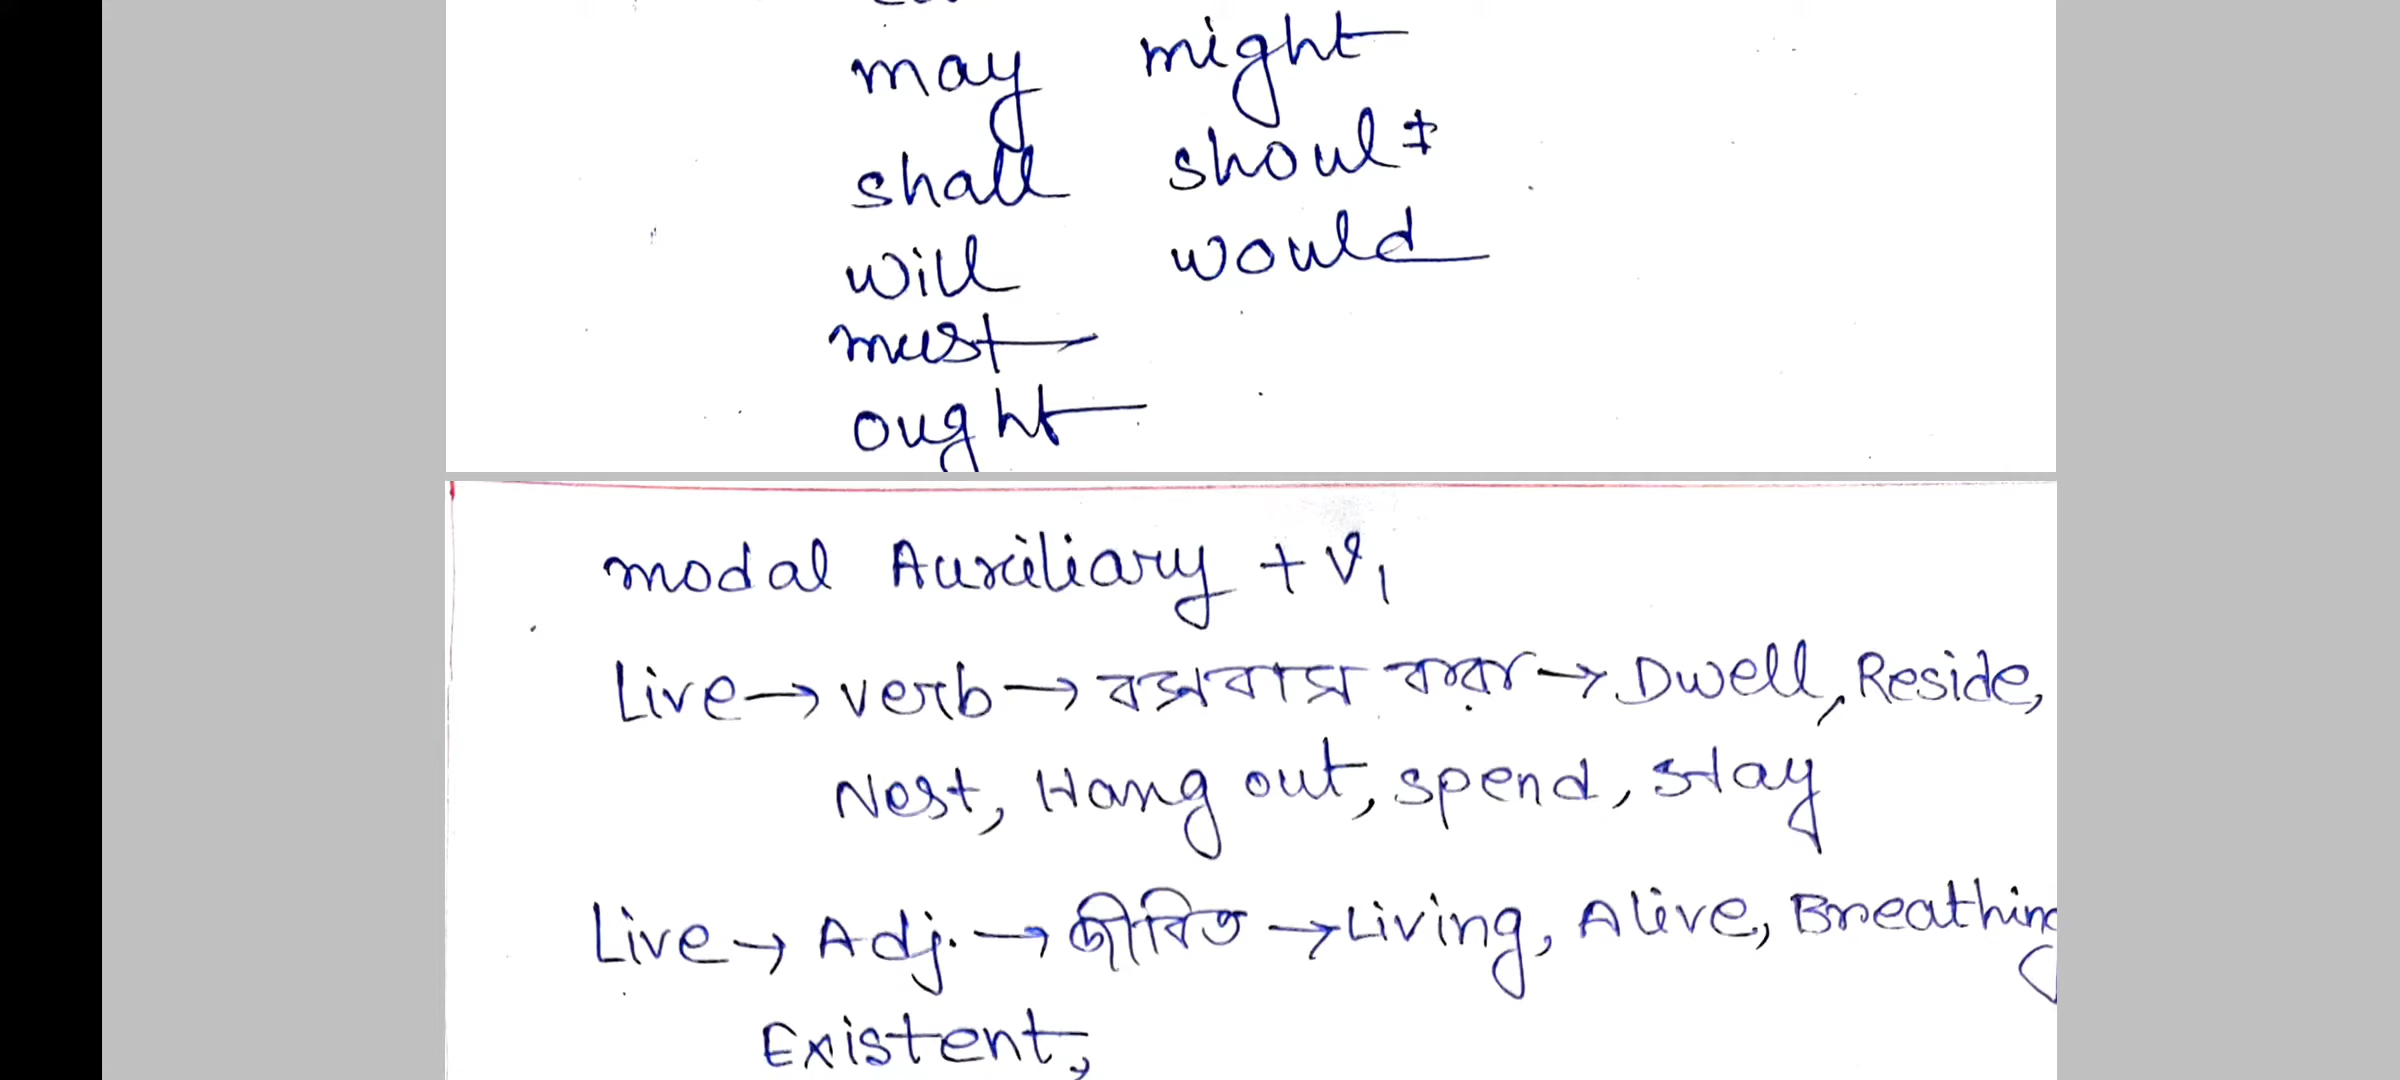 may might
shall should
will would
must
ought
modal Auxiliary + V1
Live → verb → বসবাস করা → Dwell, Reside,
Nest, Hang out, spend, stay
Live → Adj. → জীবিত → Living, Alive, Breathing
Existent,